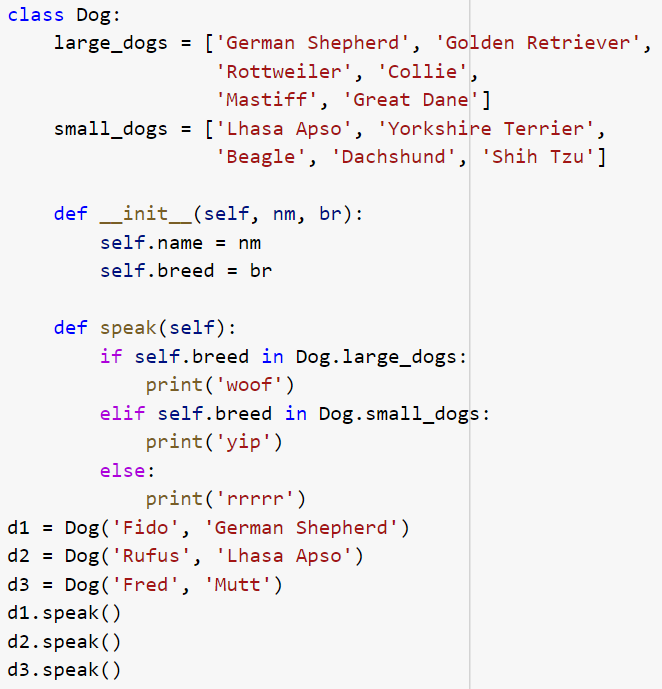 class Dog:
    large_dogs = ['German Shepherd', 'Golden Retriever',
                  'Rottweiler', 'Collie',
                  'Mastiff', 'Great Dane']
    small_dogs = ['Lhasa Apso', 'Yorkshire Terrier',
                  'Beagle', 'Dachshund', 'Shih Tzu']

    def __init__(self, nm, br):
        self.name = nm
        self.breed = br

    def speak(self):
        if self.breed in Dog.large_dogs:
            print('woof')
        elif self.breed in Dog.small_dogs:
            print('yip')
        else:
            print('rrrrr')
d1 = Dog('Fido', 'German Shepherd')
d2 = Dog('Rufus', 'Lhasa Apso')
d3 = Dog('Fred', 'Mutt')
d1.speak()
d2.speak()
d3.speak()